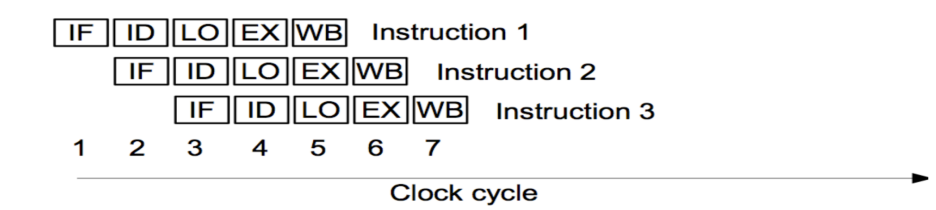 IF ID LO EX WB Instruction 1
IF ID LO EX WB Instruction 2
IF ID LO EX WB Instruction 3
1 2 3 4 5 6 7
Clock cycle